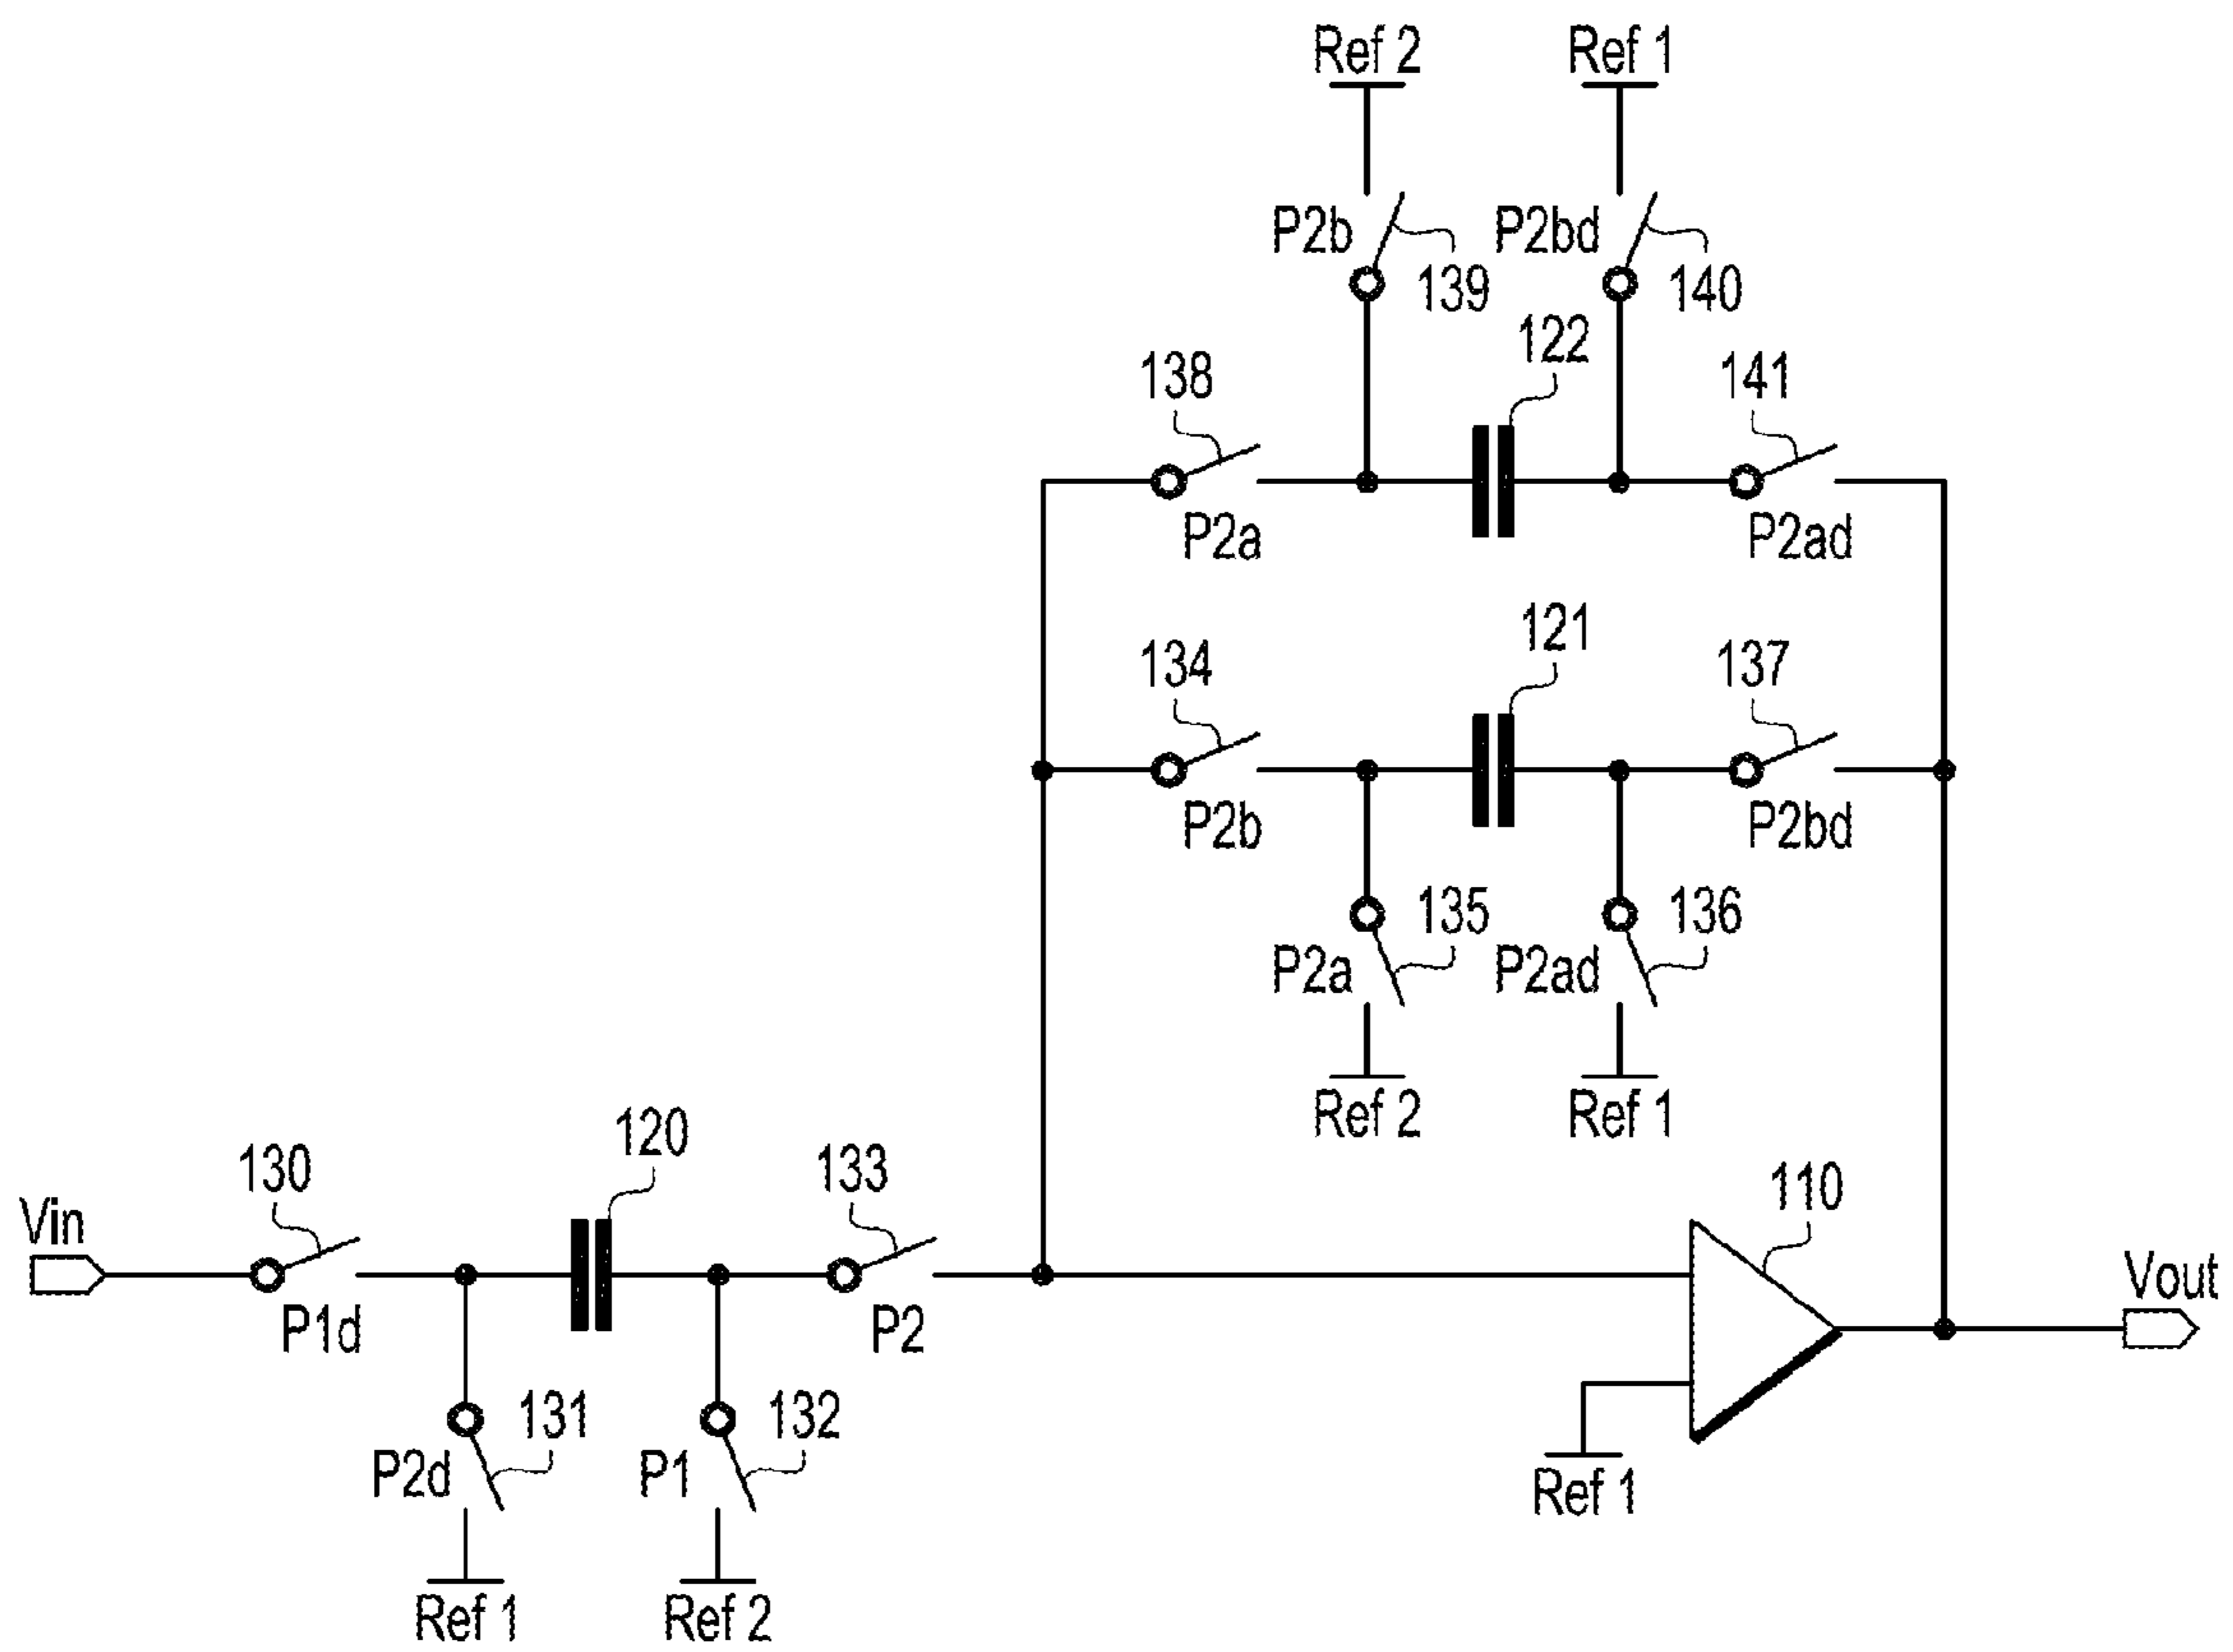 Ref 2 Ref 1
P2b P2bd
139 140
122
138 141
P2a P2ad
121
134 137
P2b P2bd
135 136
P2a P2ad
Ref 2 Ref 1
120
130 133 110
Vin Vout
P1d P2
131 132
P2d P1 Ref 1
Ref 1 Ref 2